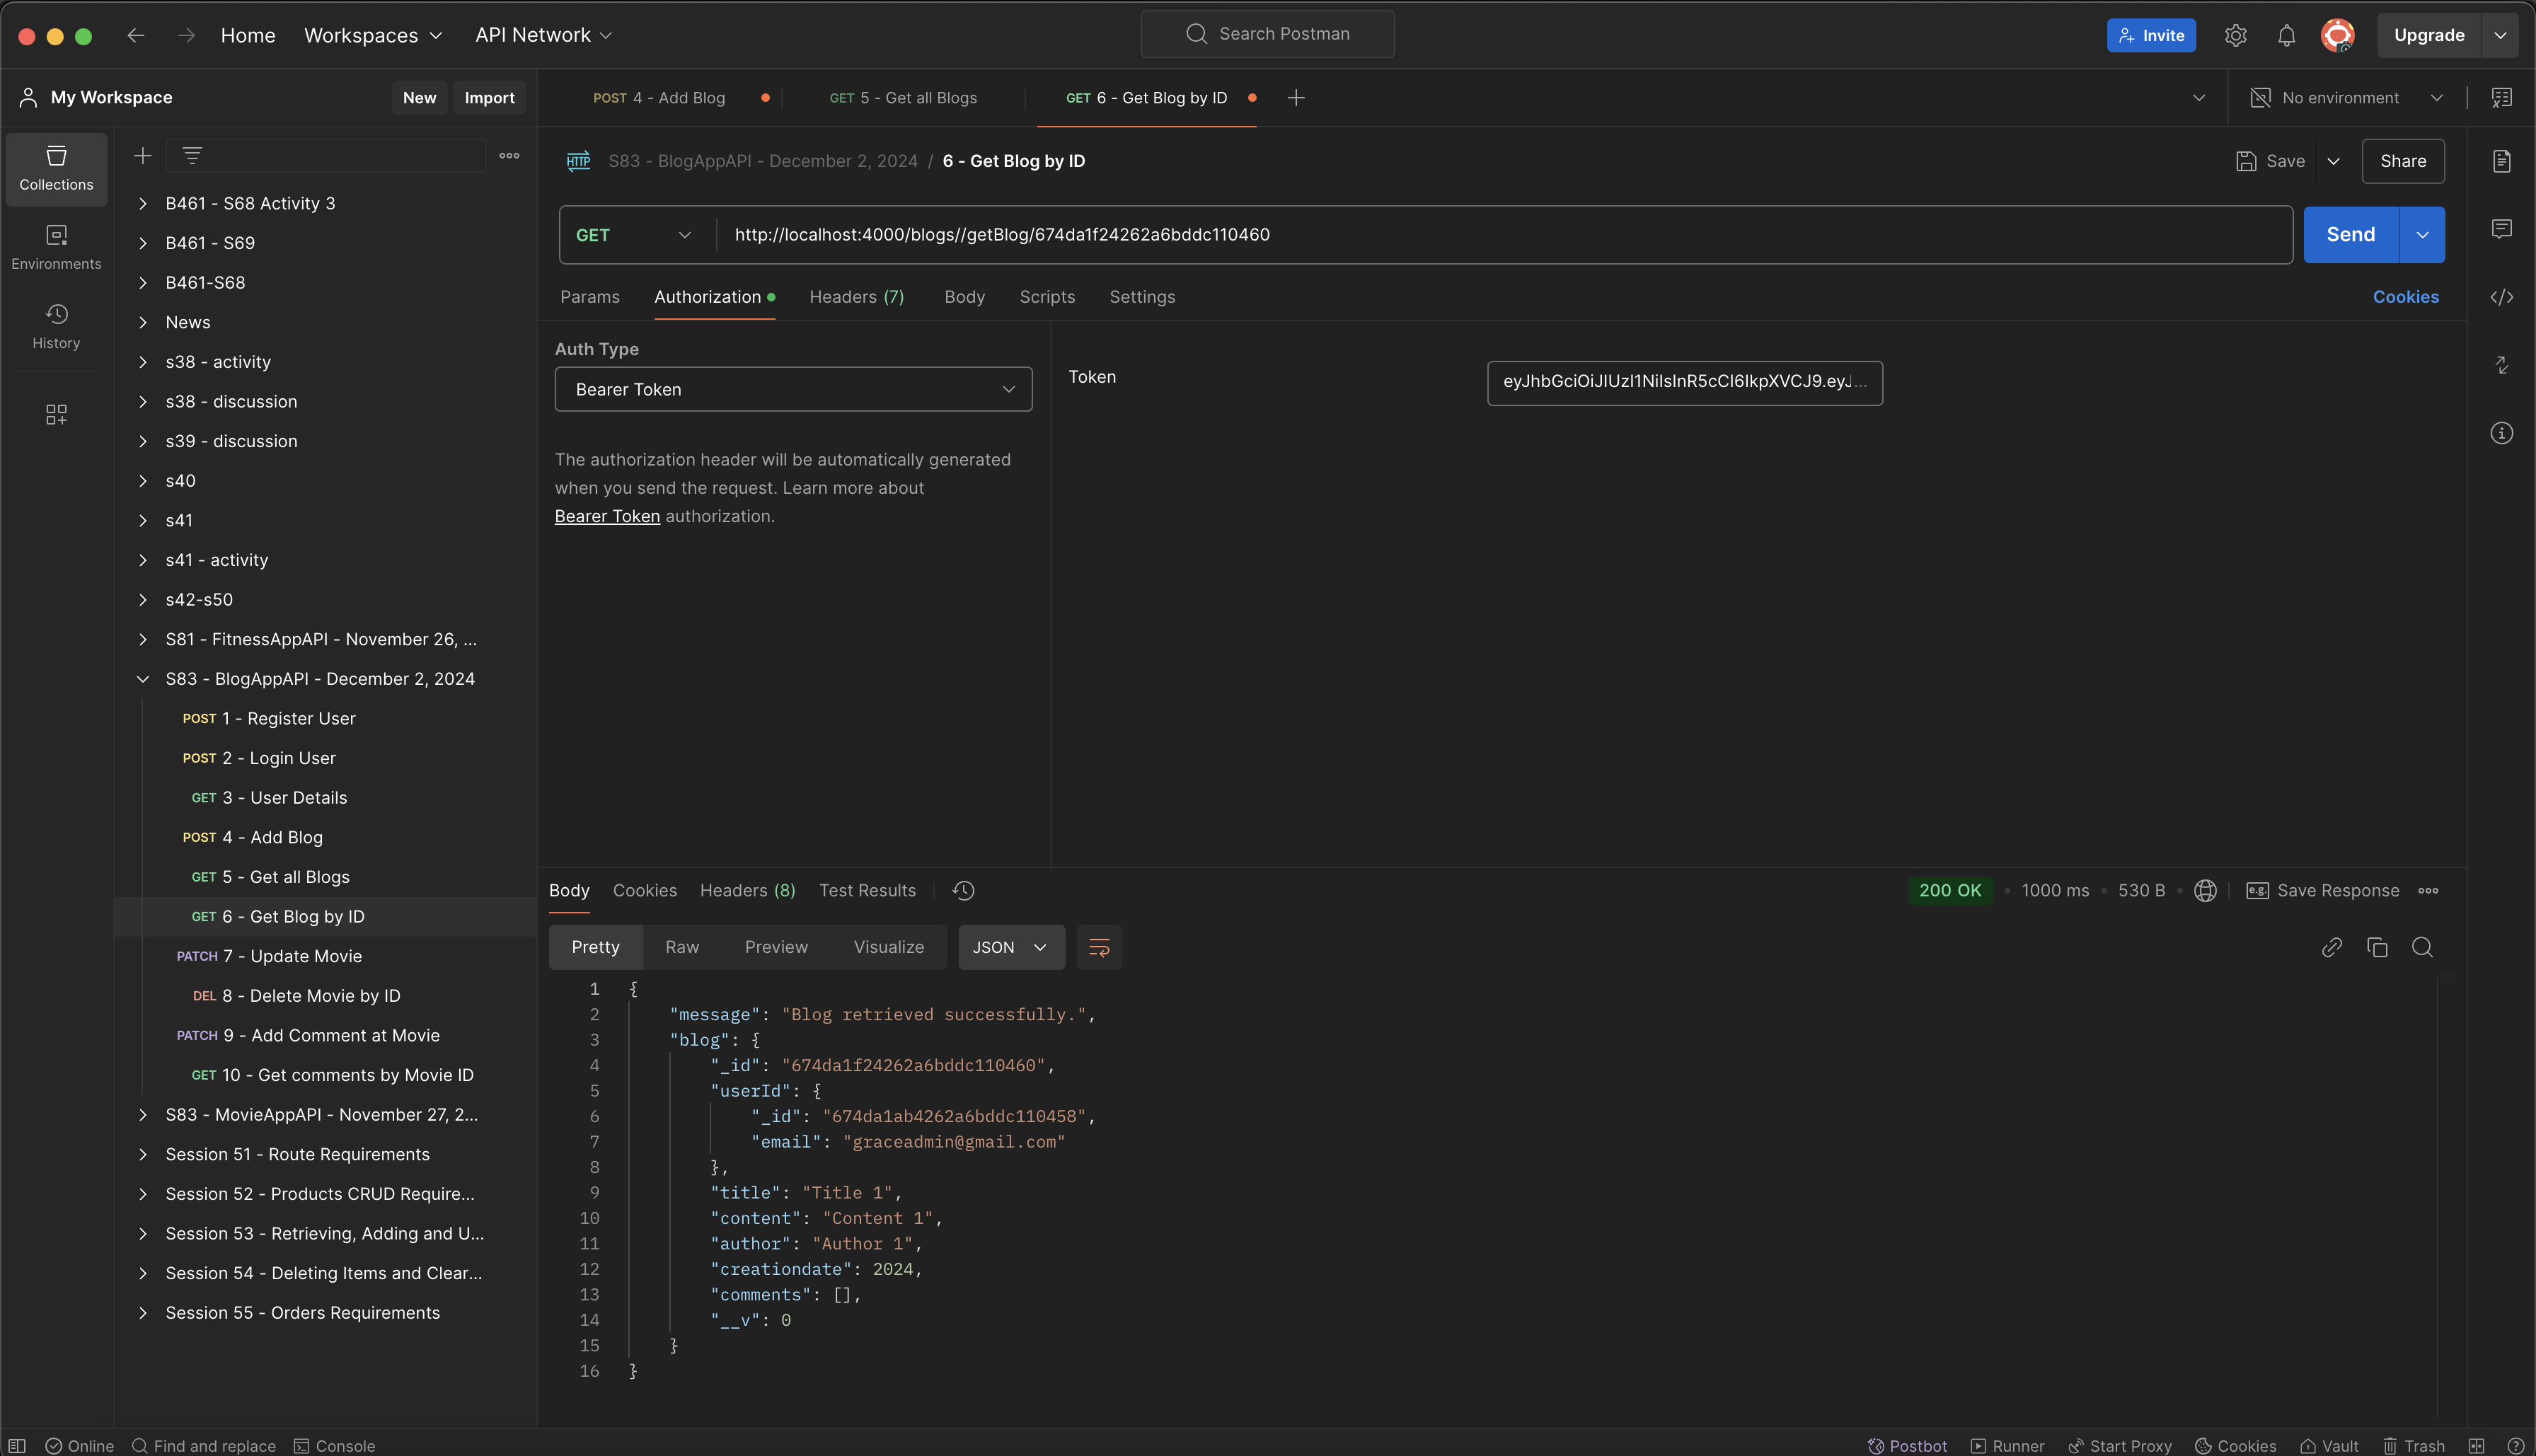 Home Workspaces API Network Search Postman Invite Upgrade
My Workspace New Import
POST 4 - Add Blog GET 5 - Get all Blogs GET 6 - Get Blog by ID No environment
Collections
Environments
History
B461 - S68 Activity 3
B461 - S69
B461-S68
News
s38 - activity
s38 - discussion
s39 - discussion
s40
s41
s41 - activity
s42-s50
S81 - FitnessAppAPI - November 26, ...
S83 - BlogAppAPI - December 2, 2024
POST 1 - Register User
POST 2 - Login User
GET 3 - User Details
POST 4 - Add Blog
GET 5 - Get all Blogs
GET 6 - Get Blog by ID
PATCH 7 - Update Movie
DEL 8 - Delete Movie by ID
PATCH 9 - Add Comment at Movie
GET 10 - Get comments by Movie ID
S83 - MovieAppAPI - November 27, 2...
Session 51 - Route Requirements
Session 52 - Products CRUD Require...
Session 53 - Retrieving, Adding and U...
Session 54 - Deleting Items and Clear...
Session 55 - Orders Requirements
HTTP S83 - BlogAppAPI - December 2, 2024 / 6 - Get Blog by ID Save Share
GET http://localhost:4000/blogs//getBlog/674da1f24262a6bddc110460 Send
Params Authorization Headers (7) Body Scripts Settings Cookies
Auth Type
Bearer Token
The authorization header will be automatically generated
when you send the request. Learn more about
Bearer Token authorization.
Token eyJhbGciOiJIUzI1NiIsInR5cCI6IkpXVCJ9.eyJ...
Body Cookies Headers (8) Test Results 200 OK 1000 ms 530 B e.g. Save Response
Pretty Raw Preview Visualize JSON
1 {
2 "message": "Blog retrieved successfully.",
3 "blog": {
4 "_id": "674da1f24262a6bddc110460",
5 "userId": {
6 "_id": "674da1ab4262a6bddc110458",
7 "email": "graceadmin@gmail.com"
8 },
9 "title": "Title 1",
10 "content": "Content 1",
11 "author": "Author 1",
12 "creationdate": 2024,
13 "comments": [],
14 "__v": 0
15 }
16 }
Online Find and replace Console Postbot Runner Start Proxy Cookies Vault Trash